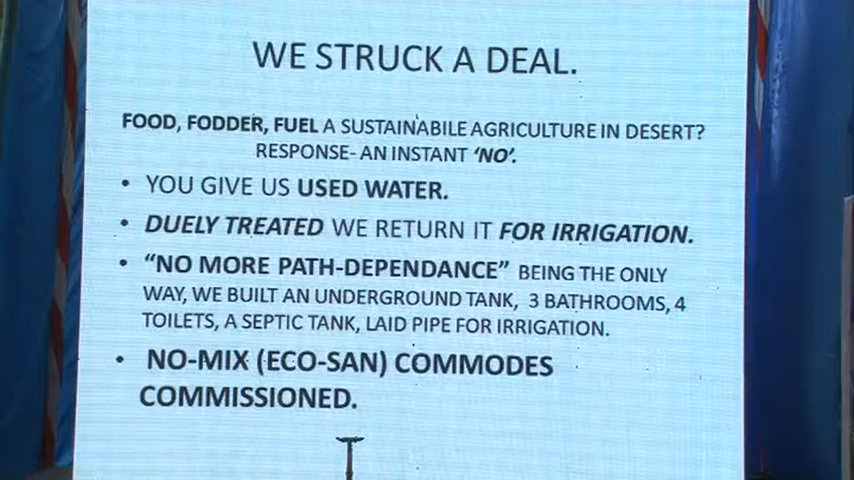 WE STRUCK A DEAL.
FOOD, FODDER, FUEL A SUSTAINABILE AGRICULTURE IN DESERT?
RESPONSE- AN INSTANT 'NO'.
• YOU GIVE US USED WATER.
• DUELY TREATED WE RETURN IT FOR IRRIGATION.
• "NO MORE PATH-DEPENDANCE" BEING THE ONLY
WAY, WE BUILT AN UNDERGROUND TANK, 3 BATHROOMS, 4
TOILETS, A SEPTIC TANK, LAID PIPE FOR IRRIGATION.
• NO-MIX (ECO-SAN) COMMODES
COMMISSIONED.